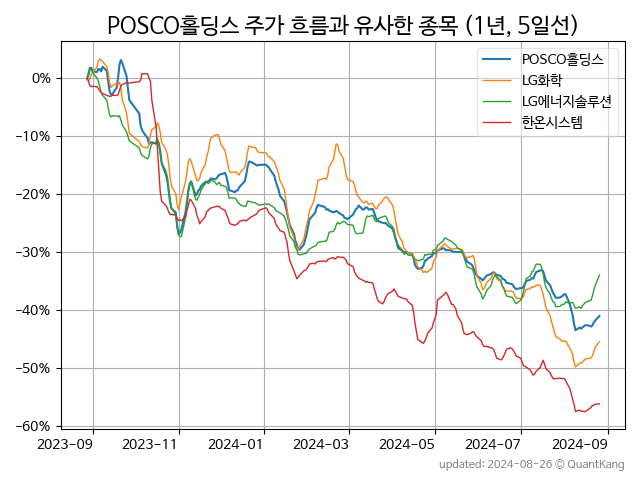 POSCO홀딩스 주가 흐름과 유사한 종목 (1년, 5일선)
POSCO홀딩스
LG화학
LG에너지솔루션
한온시스템
0%
−10%
−20%
−30%
−40%
−50%
−60%
2023-09 2023-11 2024-01 2024-03 2024-05 2024-07 2024-09
updated: 2024-08-26 © QuantKang